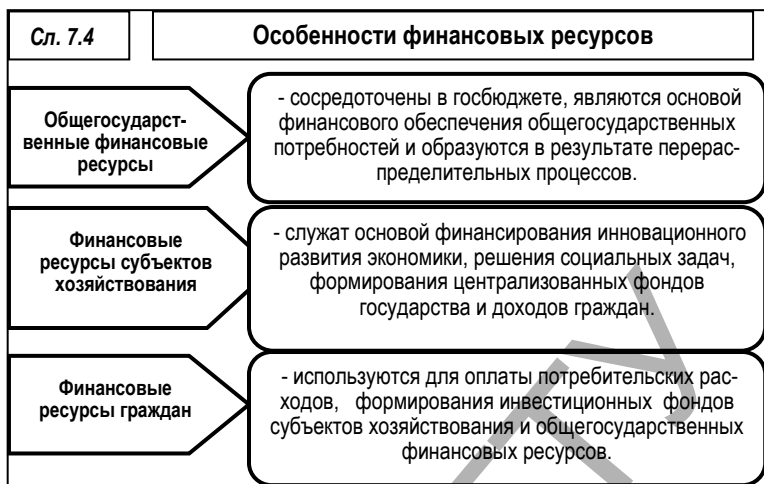 Сл. 7.4
Особенности финансовых ресурсов
Общегосударст-
венные финансовые
ресурсы
- сосредоточены в госбюджете, являются основой
финансового обеспечения общегосударственных
потребностей и образуются в результате перерас-
пределительных процессов.
Финансовые
ресурсы субъектов
хозяйствования
- служат основой финансирования инновационного
развития экономики, решения социальных задач,
формирования централизованных фондов
государства и доходов граждан.
Финансовые
ресурсы граждан
- используются для оплаты потребительских рас-
ходов, формирования инвестиционных фондов
субъектов хозяйствования и общегосударственных
финансовых ресурсов.